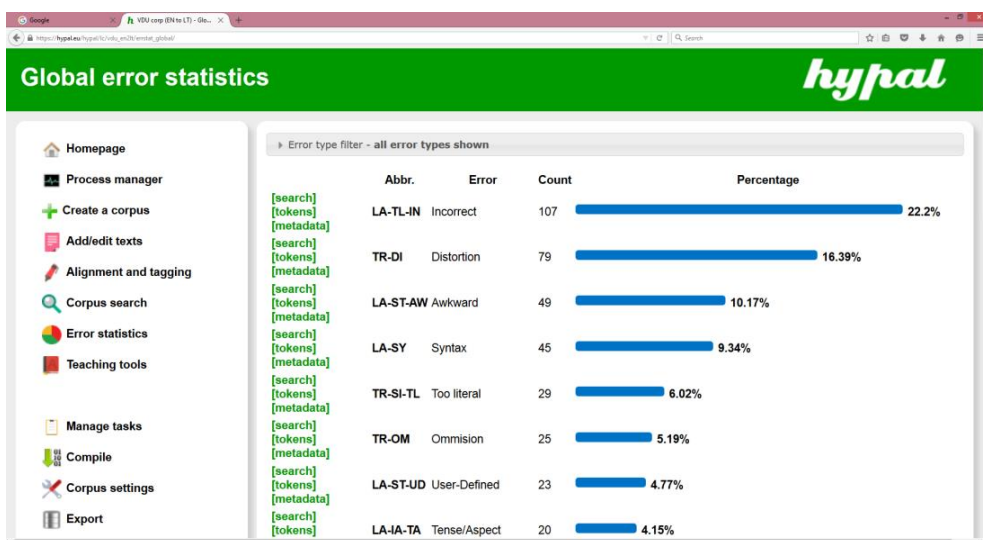 Google
VDU corp (EN to LT) - Glo...
https://hypal.eu/hypal/lc/vdu_en2lt/errstat_global/
Search
Global error statistics
hypal
Homepage
Process manager
Create a corpus
Add/edit texts
Alignment and tagging
Corpus search
Error statistics
Teaching tools
Manage tasks
Compile
Corpus settings
Export
Error type filter - all error types shown
Abbr. Error Count Percentage
[search]
[tokens] LA-TL-IN Incorrect 107 22.2%
[metadata]
[search]
[tokens] TR-DI Distortion 79 16.39%
[metadata]
[search]
[tokens] LA-ST-AW Awkward 49 10.17%
[metadata]
[search]
[tokens] LA-SY Syntax 45 9.34%
[metadata]
[search]
[tokens] TR-SI-TL Too literal 29 6.02%
[metadata]
[search]
[tokens] TR-OM Ommision 25 5.19%
[metadata]
[search]
[tokens] LA-ST-UD User-Defined 23 4.77%
[metadata]
[search]
[tokens] LA-IA-TA Tense/Aspect 20 4.15%